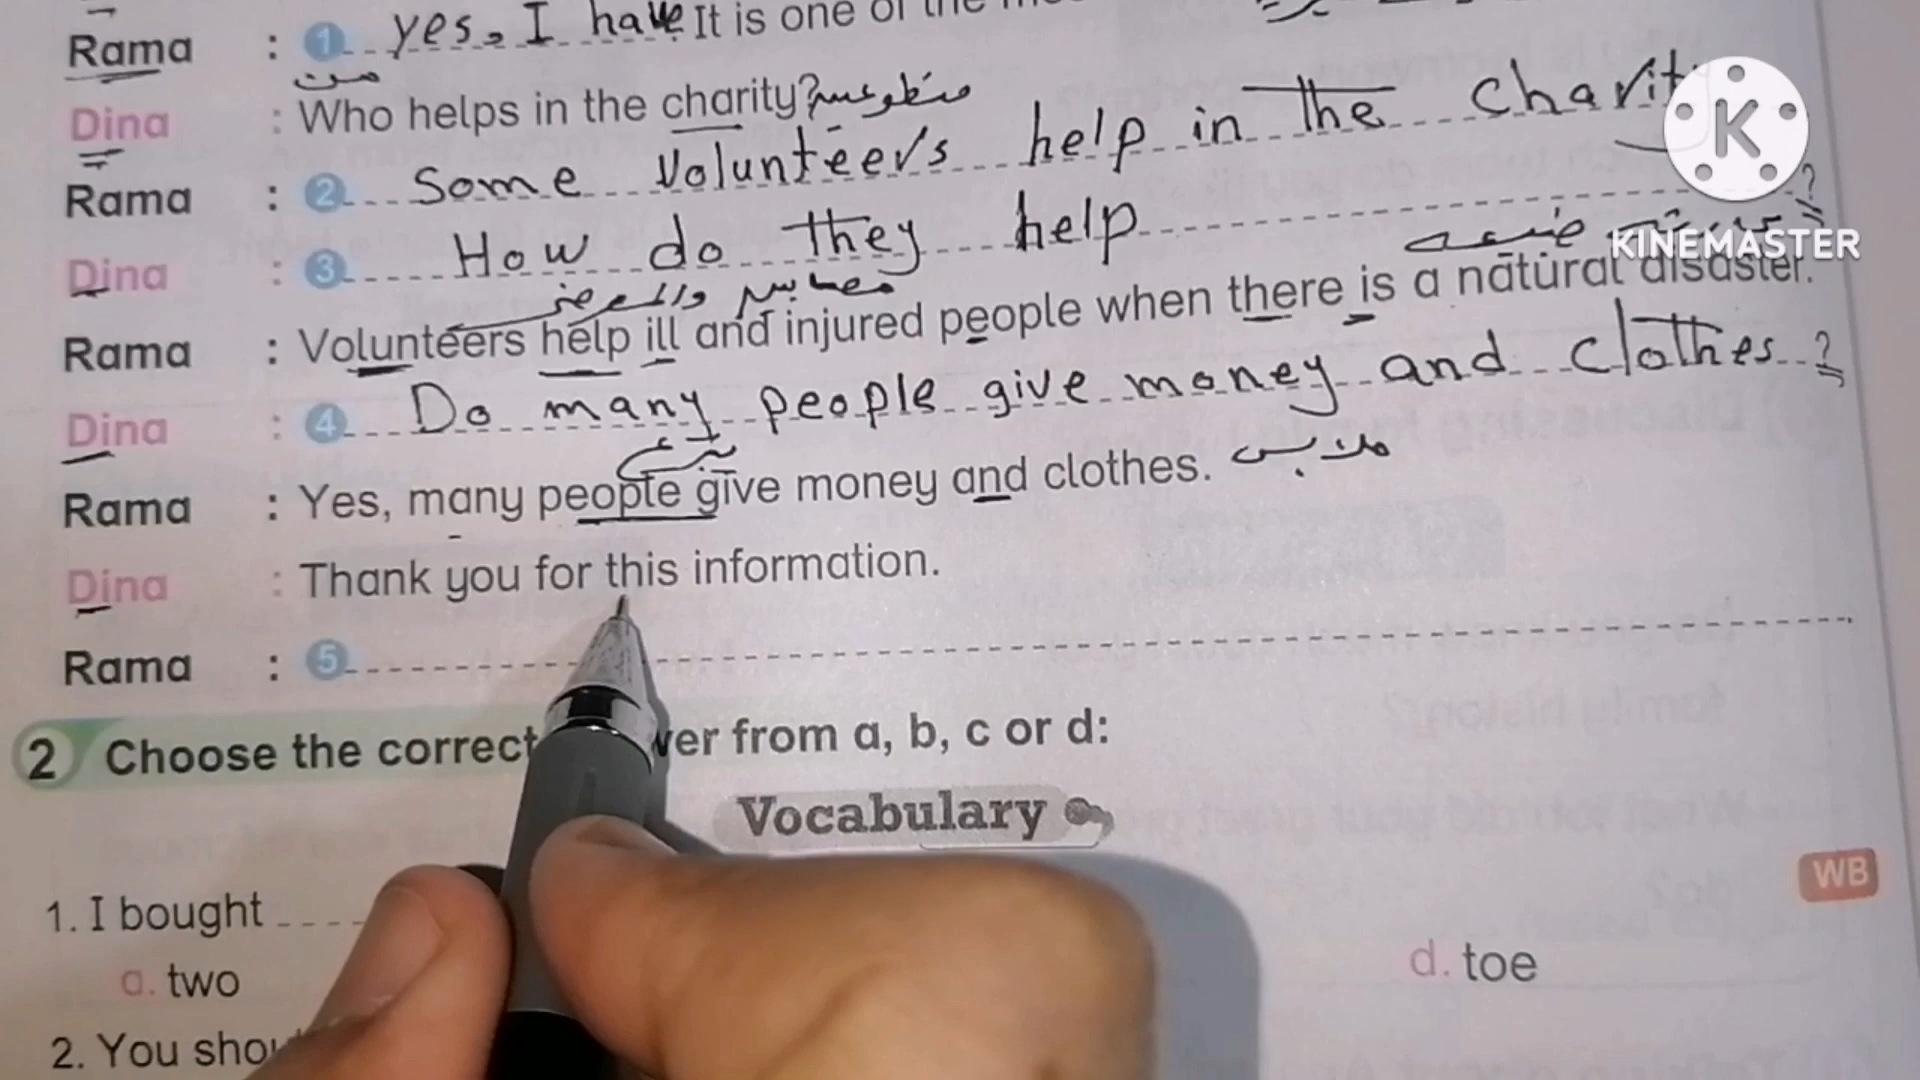 Rama : 1 yes, I have It is one of the
من
Dina : Who helps in the charity? متطوعين
Rama : 2 Some volunteers help in the charity
Dina : 3 How do they help ?
KINEMASTER
Rama : Volunteers help ill and injured people when there is a natural disaster.
Dina : 4 Do many people give money and clothes ?
Rama : Yes, many people give money and clothes. ملابس
Dina : Thank you for this information.
Rama : 5
2 Choose the correct from a, b, c or d:
Vocabulary
WB
1. I bought
a. two d. toe
2. You